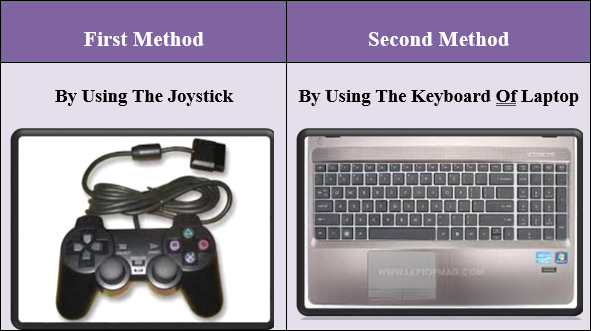 First Method
Second Method
By Using The Joystick
By Using The Keyboard Of Laptop
WWW.LAPTOPMAG.COM